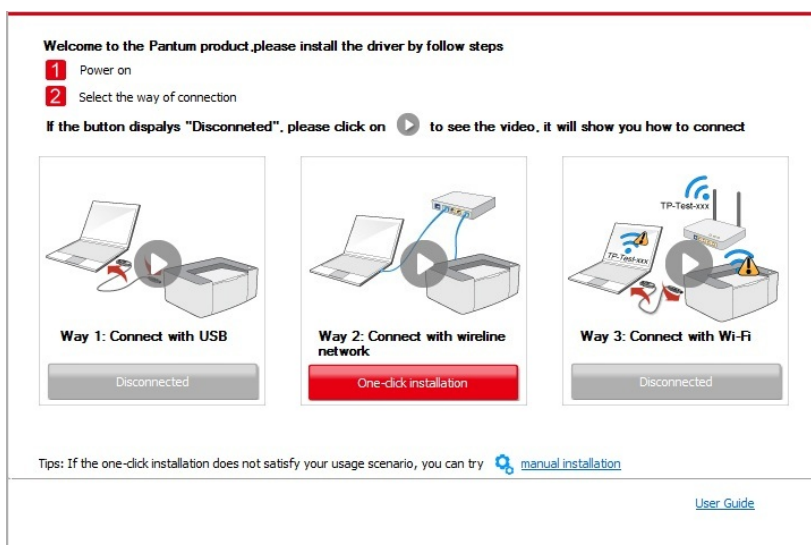 Welcome to the Pantum product,please install the driver by follow steps
1 Power on
2 Select the way of connection
If the button dispalys "Disconneted", please click on to see the video, it will show you how to connect
TP-Test-xxx
TP-Test-xxx
Way 1: Connect with USB
Way 2: Connect with wireline
network
Way 3: Connect with Wi-Fi
Disconnected
One-click installation
Disconnected
Tips: If the one-click installation does not satisfy your usage scenario, you can try manual installation
User Guide